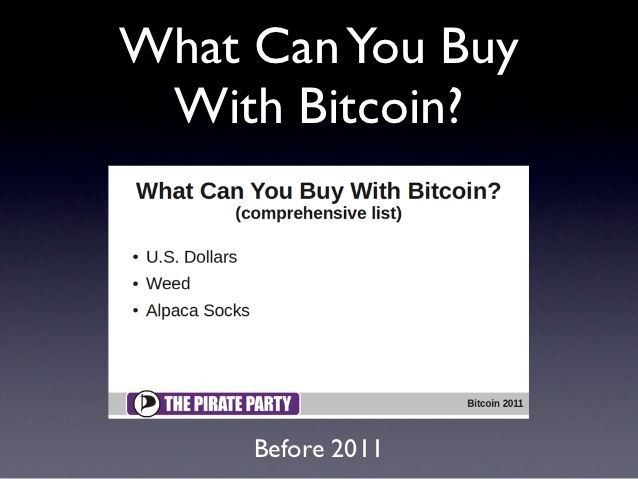 What Can You Buy
With Bitcoin?
What Can You Buy With Bitcoin?
(comprehensive list)
• U.S. Dollars
• Weed
• Alpaca Socks
THE PIRATE PARTY
Bitcoin 2011
Before 2011